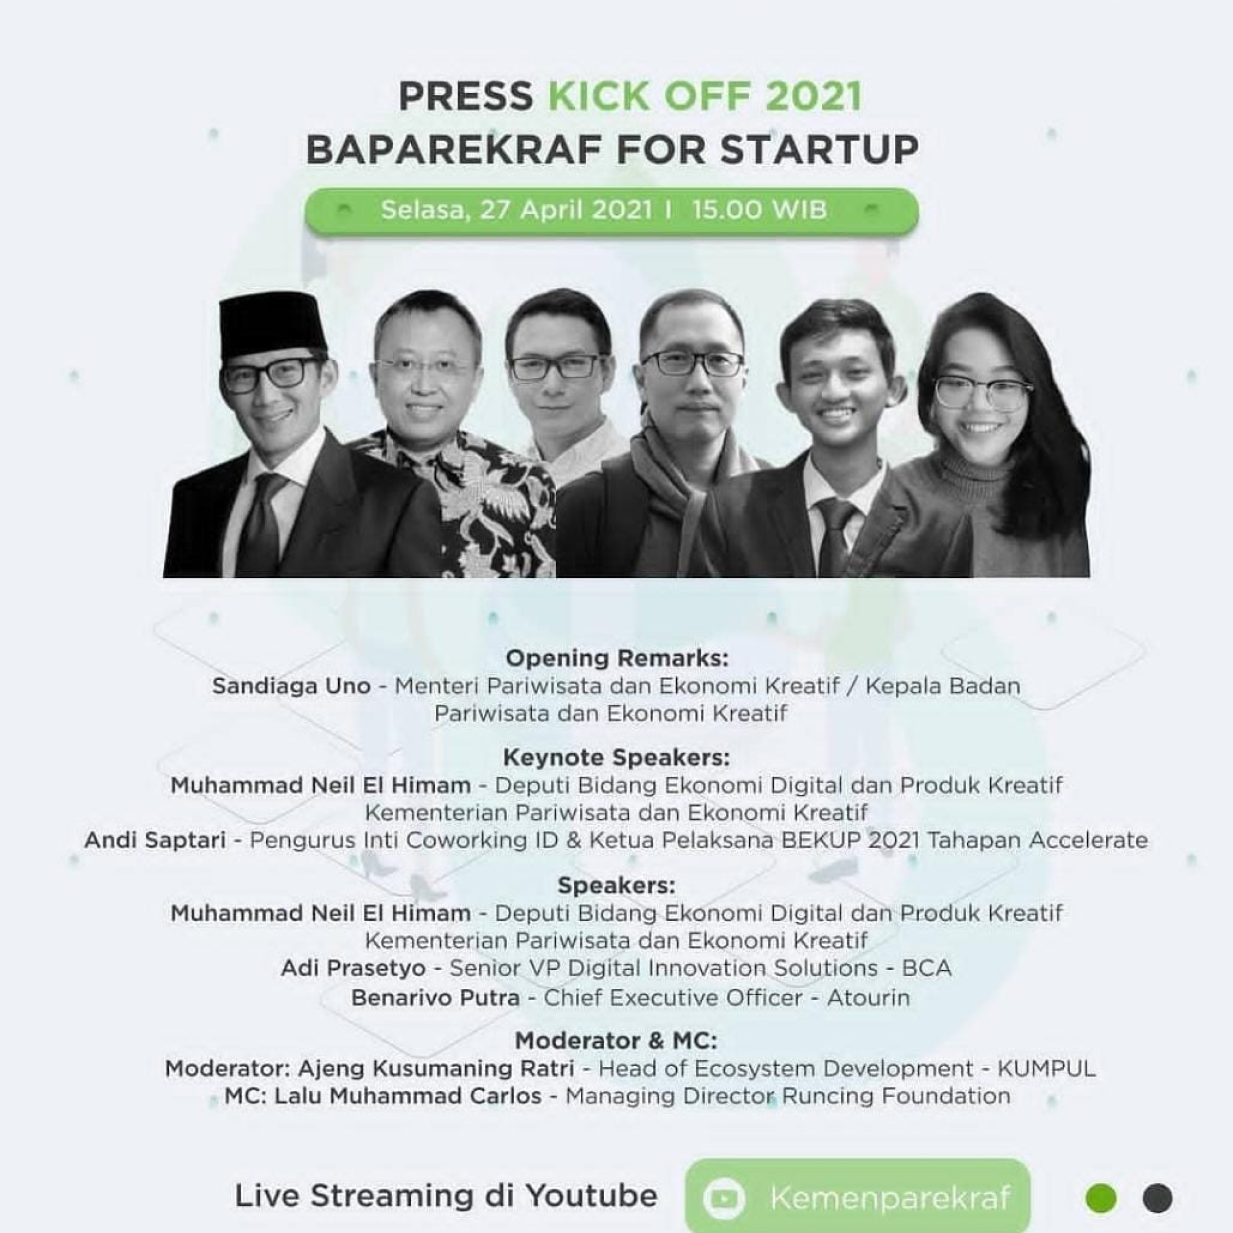 PRESS KICK OFF 2021
BAPAREKRAF FOR STARTUP
Selasa, 27 April 2021 | 15.00 WIB
Opening Remarks:
Sandiaga Uno - Menteri Pariwisata dan Ekonomi Kreatif / Kepala Badan
Pariwisata dan Ekonomi Kreatif
Keynote Speakers:
Muhammad Neil El Himam - Deputi Bidang Ekonomi Digital dan Produk Kreatif
Kementerian Pariwisata dan Ekonomi Kreatif
Andi Saptari - Pengurus Inti Coworking ID & Ketua Pelaksana BEKUP 2021 Tahapan Accelerate
Speakers:
Muhammad Neil El Himam - Deputi Bidang Ekonomi Digital dan Produk Kreatif
Kementerian Pariwisata dan Ekonomi Kreatif
Adi Prasetyo - Senior VP Digital Innovation Solutions - BCA
Benarivo Putra - Chief Executive Officer - Atourin
Moderator & MC:
Moderator: Ajeng Kusumaning Ratri - Head of Ecosystem Development - KUMPUL
MC: Lalu Muhammad Carlos - Managing Director Runcing Foundation
Live Streaming di Youtube
Kemenparekraf